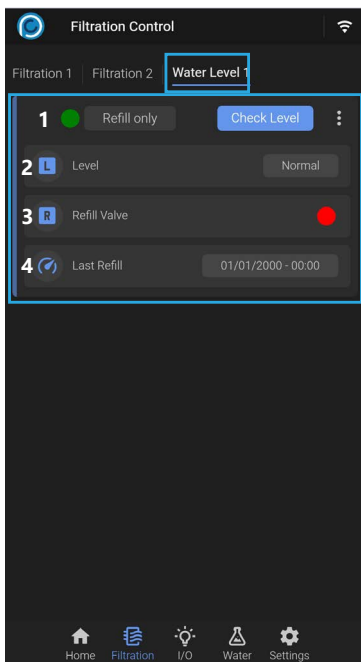 Filtration Control
Filtration 1 Filtration 2 Water Level 1
1 Refill only Check Level
2 L Level Normal
3 R Refill Valve
4 Last Refill 01/01/2000 - 00:00
Home Filtration I/O Water Settings